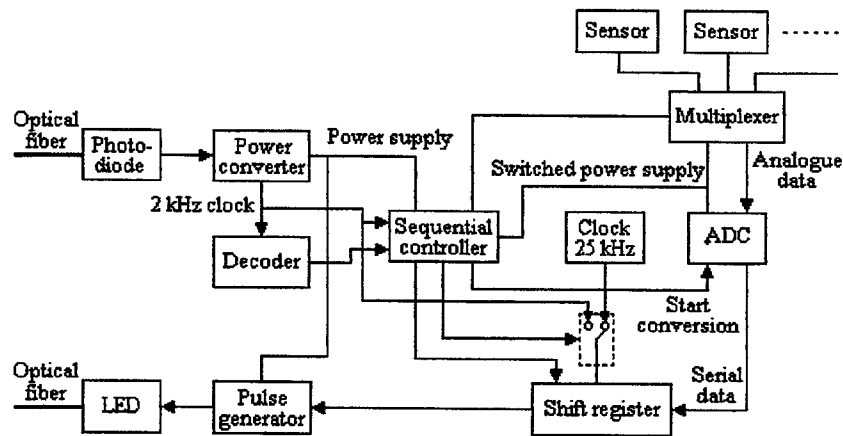 Sensor
Sensor
Multiplexer
Optical
fiber
Photo-
diode
Power
converter
Power supply
Switched power supply
Analogue
data
2 kHz clock
Sequential
controller
Clock
25 kHz
ADC
Decoder
Start
conversion
Optical
fiber
LED
Pulse
generator
Shift register
Serial
data